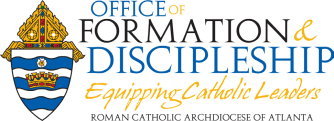 OFFICE OF
FORMATION &
DISCIPLESHIP
Equipping Catholic Leaders
ROMAN CATHOLIC ARCHDIOCESE OF ATLANTA